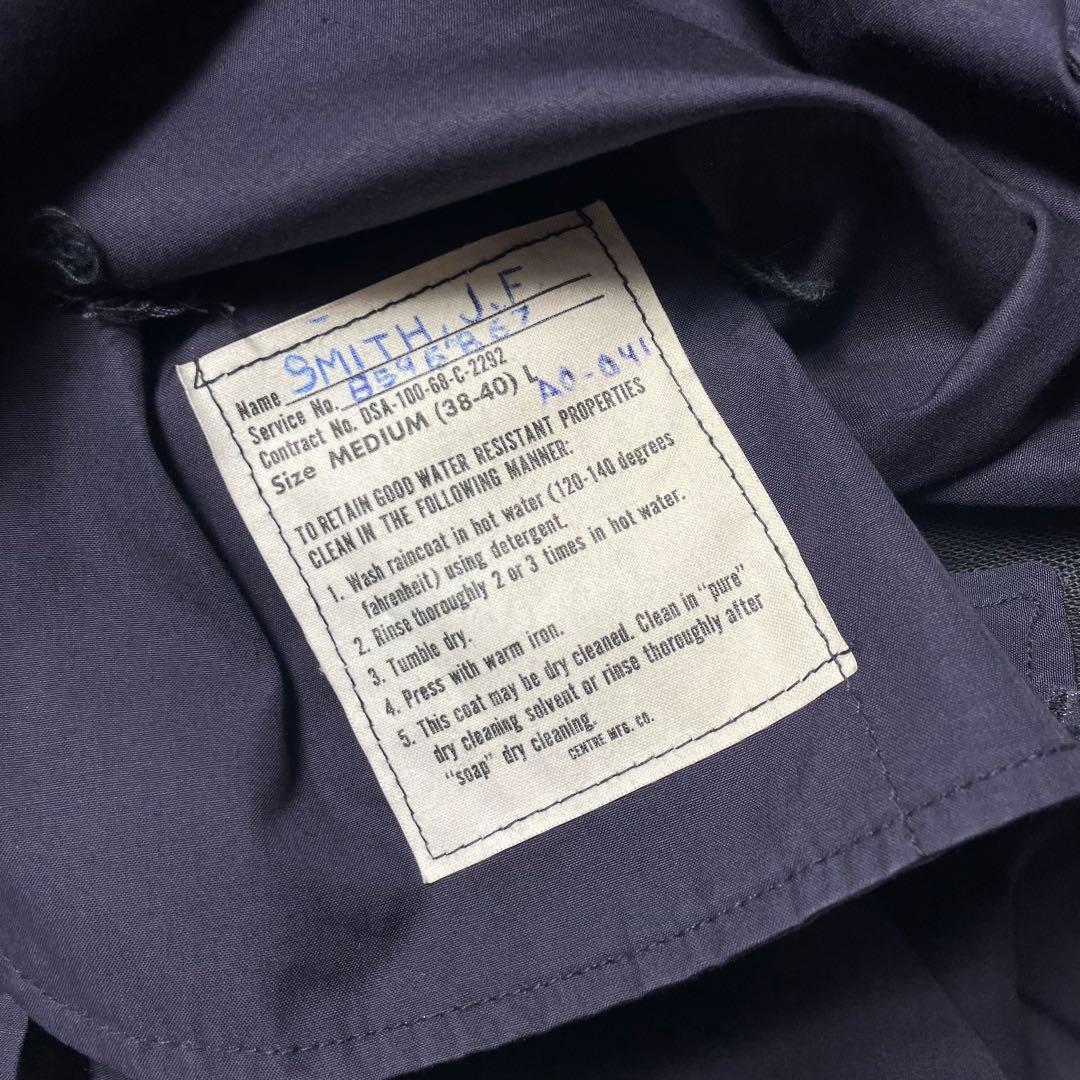 Name SMITH, J.F
Service No. B596867
Contract No. DSA-100-68-C-2292
Size MEDIUM (38-40) L AO-041
TO RETAIN GOOD WATER RESISTANT PROPERTIES
CLEAN IN THE FOLLOWING MANNER:
1. Wash raincoat in hot water (120-140 degrees
fahrenheit) using detergent.
2. Rinse thoroughly 2 or 3 times in hot water.
3. Tumble dry.
4. Press with warm iron.
5. This coat may be dry cleaned. Clean in "pure"
dry cleaning solvent or rinse thoroughly after
"soap" dry cleaning.
CENTRE MFG. CO.